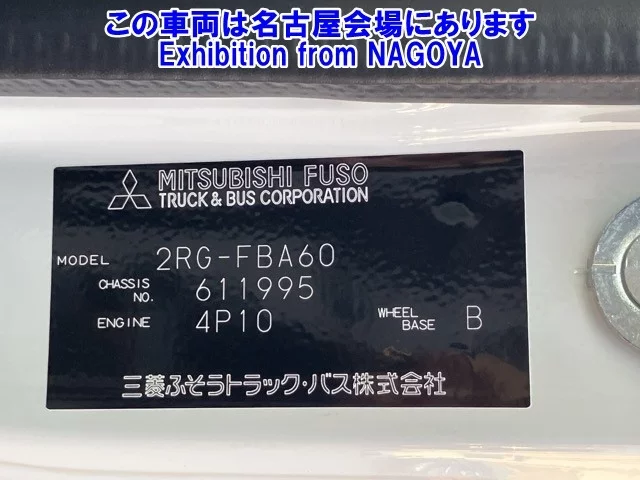 この車両は名古屋会場にあります
Exhibition from NAGOYA
MITSUBISHI FUSO
TRUCK & BUS CORPORATION
MODEL 2RG-FBA60
CHASSIS NO. 611995
ENGINE 4P10 WHEEL BASE B
三菱ふそうトラック・バス株式会社